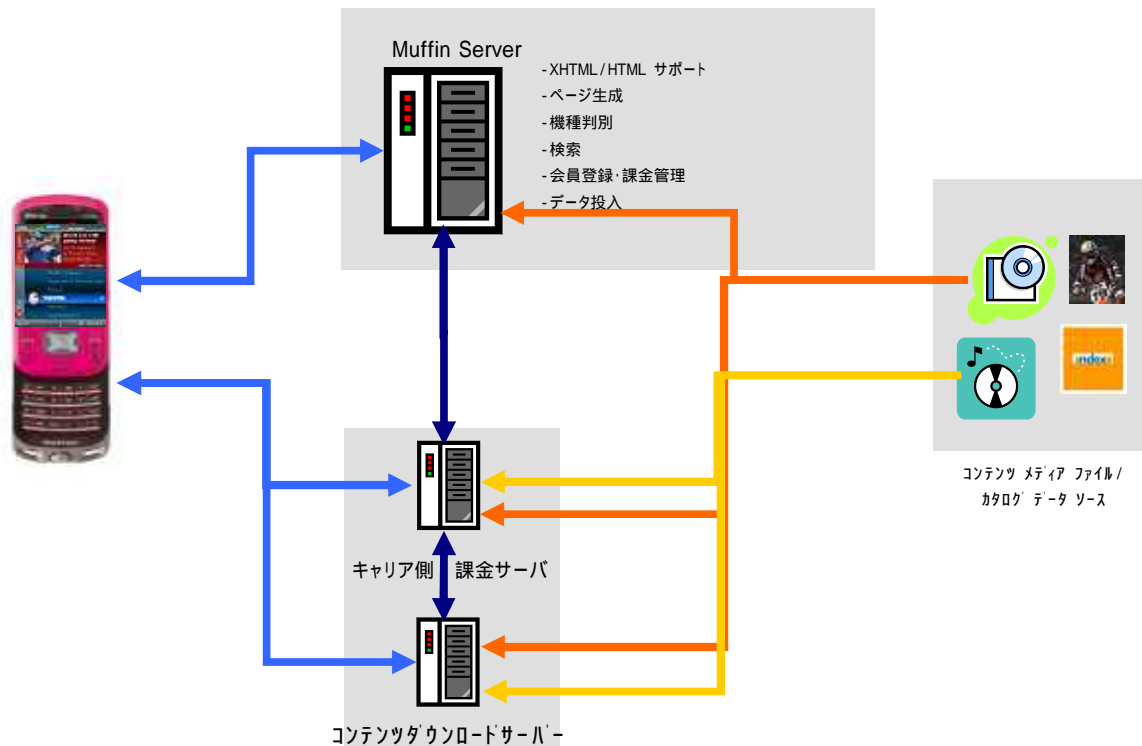 Muffin Server
-XHTML/HTML サポート
-ページ生成
-機種判別
-検索
-会員登録・課金管理
-データ投入
index
コンテンツ メディア ファイル/
カタログ データ ソース
キャリア側 課金サーバ
コンテンツダウンロードサーバー